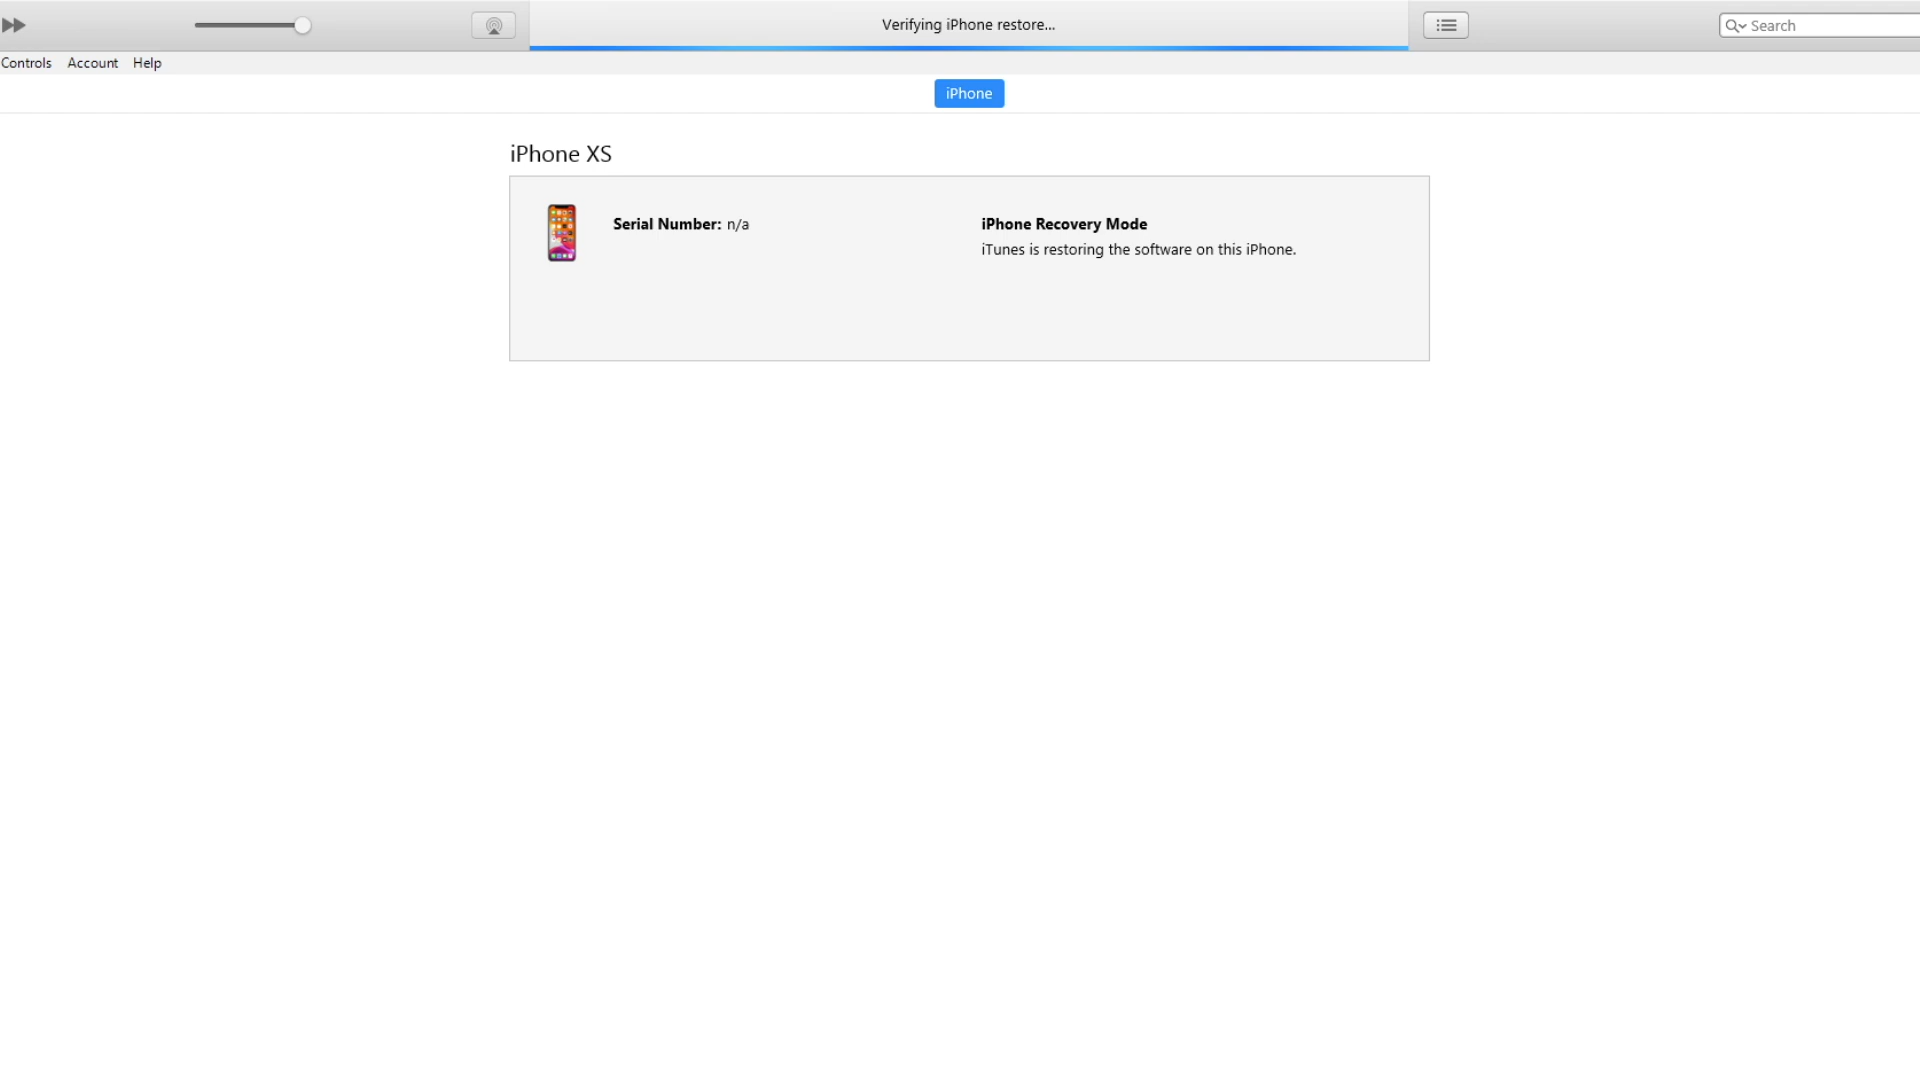 Verifying iPhone restore...
Search
Controls Account Help
iPhone
iPhone XS
Serial Number: n/a
iPhone Recovery Mode
iTunes is restoring the software on this iPhone.